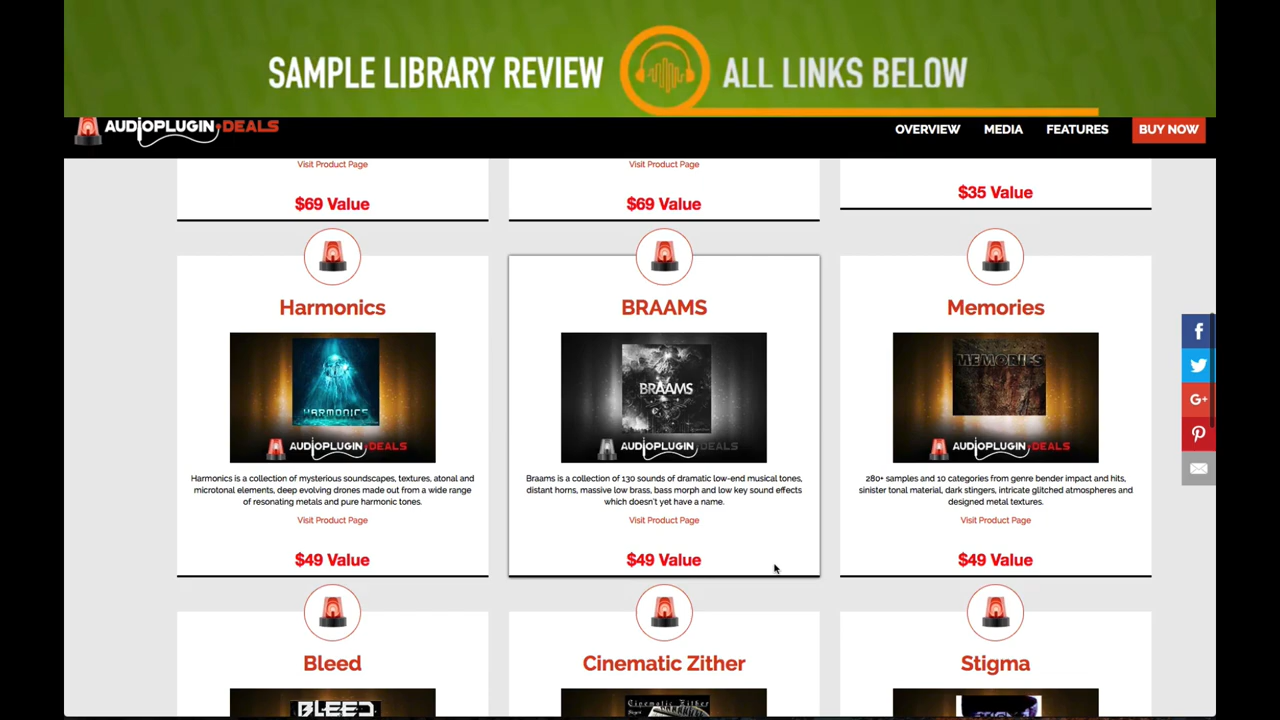 SAMPLE LIBRARY REVIEW ALL LINKS BELOW
AUDIOPLUGIN.DEALS OVERVIEW MEDIA FEATURES BUY NOW
Visit Product Page
$69 Value
Visit Product Page
$69 Value
$35 Value
Harmonics
HARMONICS
AUDIOPLUGIN.DEALS
Harmonics is a collection of mysterious soundscapes, textures, atonal and
microtonal elements, deep evolving drones made out from a wide range
of resonating metals and pure harmonic tones.
Visit Product Page
$49 Value
BRAAMS
BRAAMS
AUDIOPLUGIN.DEALS
Braams is a collection of 130 sounds of dramatic low-end musical tones,
distant horns, massive low brass, bass morph and low key sound effects
which doesn't yet have a name.
Visit Product Page
$49 Value
Memories
MEMORIES
AUDIOPLUGIN.DEALS
280+ samples and 10 categories from genre bender impact and hits,
sinister tonal material, dark stingers, intricate glitched atmospheres and
designed metal textures.
Visit Product Page
$49 Value
Bleed
BLEED
Cinematic Zither
Cinematic Zither
Stigma